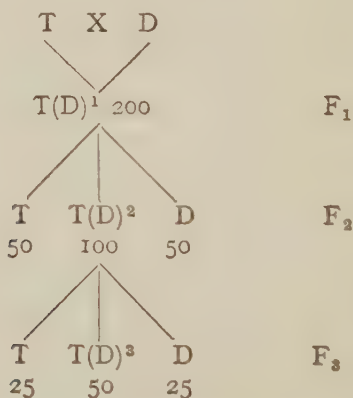 T X D
T(D)¹ 200 F₁
T T(D)² D F₂
50 100 50
T T(D)³ D F₃
25 50 25